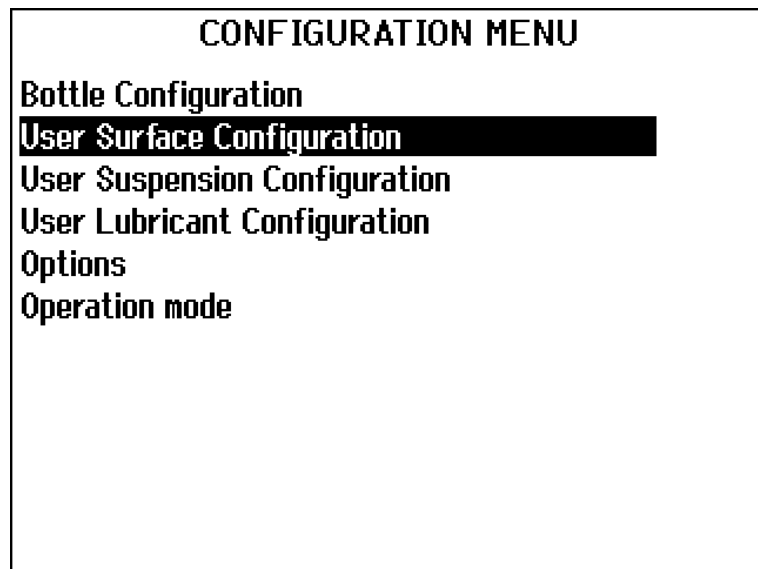 CONFIGURATION MENU
Bottle Configuration
User Surface Configuration
User Suspension Configuration
User Lubricant Configuration
Options
Operation mode